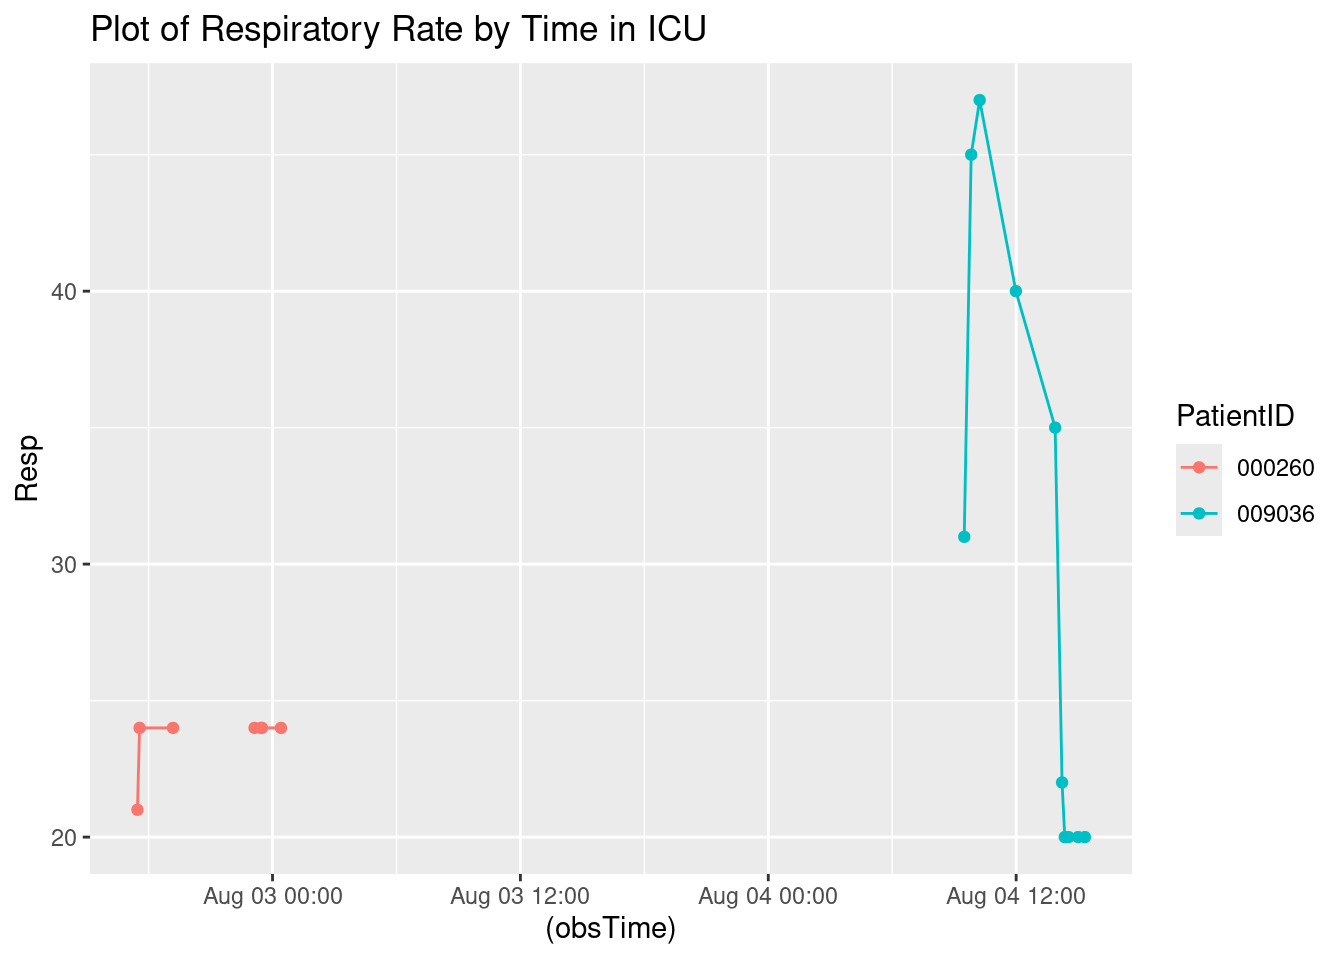 Plot of Respiratory Rate by Time in ICU
Resp
40
30
20
Aug 03 00:00
Aug 03 12:00
Aug 04 00:00
Aug 04 12:00
(obsTime)
PatientID
000260
009036